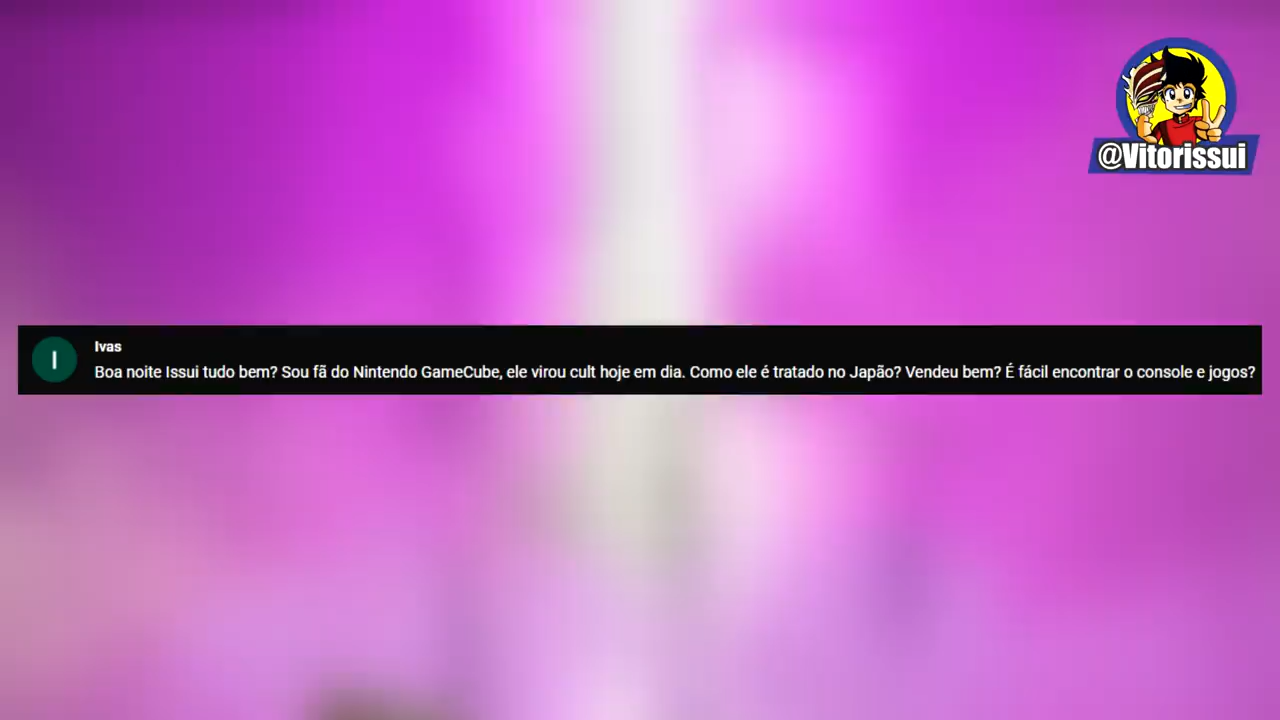 @Vitorissui
Ivas
Boa noite Issui tudo bem? Sou fã do Nintendo GameCube, ele virou cult hoje em dia. Como ele é tratado no Japão? Vendeu bem? É fácil encontrar o console e jogos?
I